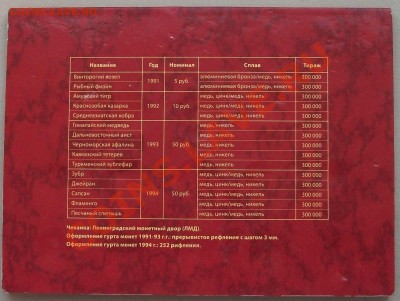 Название Год Номинал Сплав Тираж
Винторогий козел 1991 5 руб. алюминиевая бронза/медь, никель 300 000
Рыбный филин алюминиевая бронза/медь, никель 300 000
Амурский тигр 1992 10 руб. медь, цинк/медь, никель 300 000
Краснозобая казарка медь, цинк/медь, никель 300 000
Среднеазиатская кобра медь, цинк/медь, никель 300 000
Гималайский медведь 1993 50 руб. медь, никель 300 000
Дальневосточный аист медь, цинк/медь, никель 300 000
Черноморская афалина медь, цинк/медь, никель 300 000
Кавказский тетерев медь, никель 300 000
Туркменский зублефар медь, никель 300 000
Зубр 1994 50 руб. медь, цинк/медь, никель 300 000
Джейран медь, цинк/медь, никель 300 000
Сапсан медь, цинк/медь, никель 300 000
Фламинго медь, цинк/медь, никель 300 000
Песчаный слепыш медь, цинк/медь, никель 300 000
Чеканка: Ленинградский монетный двор (ЛМД).
Оформление гурта монет 1991-93 г.г.: прерывистое рифление с шагом 3 мм.
Оформление гурта монет 1994 г.: 252 рифления.